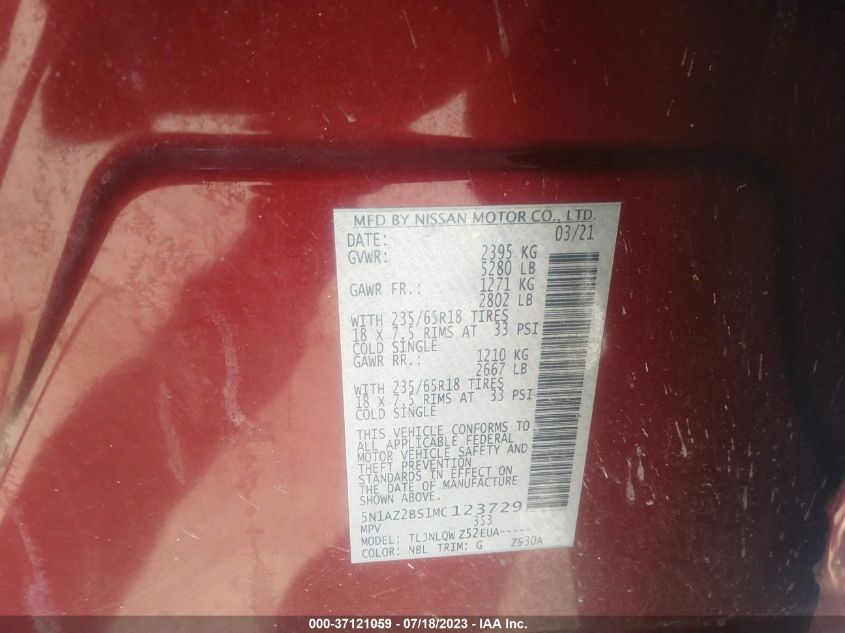 MFD BY NISSAN MOTOR CO., LTD.
DATE: 03/21
GVWR: 2395 KG
5280 LB
GAWR FR.: 1271 KG
2802 LB
WITH 235/65R18 TIRES
18 X 7.5 RIMS AT 33 PSI
COLD SINGLE
GAWR RR.: 1210 KG
2667 LB
WITH 235/65R18 TIRES
18 X 7.5 RIMS AT 33 PSI
COLD SINGLE
THIS VEHICLE CONFORMS TO
ALL APPLICABLE FEDERAL
MOTOR VEHICLE SAFETY AND
THEFT PREVENTION
STANDARDS IN EFFECT ON
THE DATE OF MANUFACTURE
SHOWN ABOVE.
5N1AZ2BS1MC 123729
MPV 353
MODEL: TLJNLQW Z52EUA-----
COLOR: NBL TRIM: G Z830A
000-37121059 - 07/18/2023 - IAA Inc.